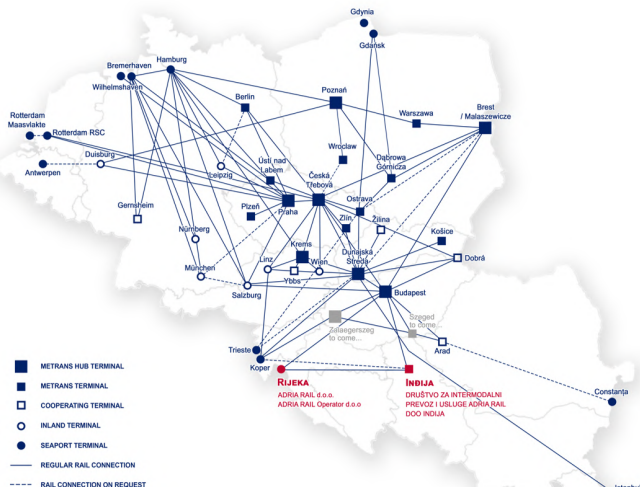 Gdynia
Gdańsk
Bremerhaven
Hamburg
Wilhelmshaven
Berlin
Poznań
Warszawa
Brest
/ Malaszewicze
Rotterdam
Maasvlakte
Rotterdam RSC
Duisburg
Antwerpen
Leipzig
Wroclaw
Dąbrowa
Górnicza
Ústí nad
Labem
Česká
Třebová
Gernsheim
Plzeň
Praha
Ostrava
Zlín
Žilina
Nürnberg
Košice
Krems
Dunajská
Streda
Dobrá
München
Linz
Wien
Ybbs
Salzburg
Budapest
Zalaegerszeg
to come...
Szeged
to come...
Arad
Trieste
Koper
RIJEKA
ADRIA RAIL d.o.o.
ADRIA RAIL Operator d.o.o
INĐIJA
DRUŠTVO ZA INTERMODALNI
PREVOZ I USLUGE ADRIA RAIL
DOO INDIJA
Constanţa
METRANS HUB TERMINAL
METRANS TERMINAL
COOPERATING TERMINAL
INLAND TERMINAL
SEAPORT TERMINAL
REGULAR RAIL CONNECTION
RAIL CONNECTION ON REQUEST